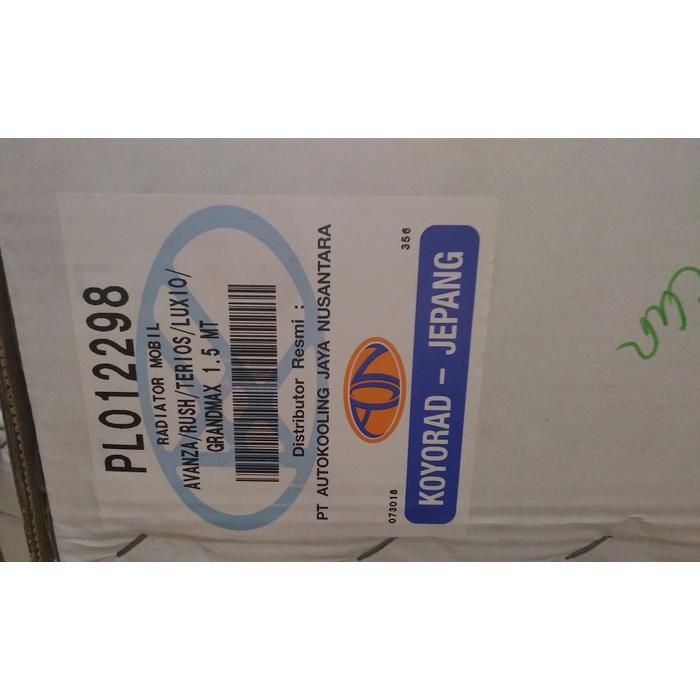 PL012298
RADIATOR MOBIL
AVANZA/RUSH/TERIOS/LUXIO/
GRANDMAX 1.5 MT
Distributor Resmi :
PT AUTOKOOLING JAYA NUSANTARA
AJN
073018
356
KOYORAD - JEPANG